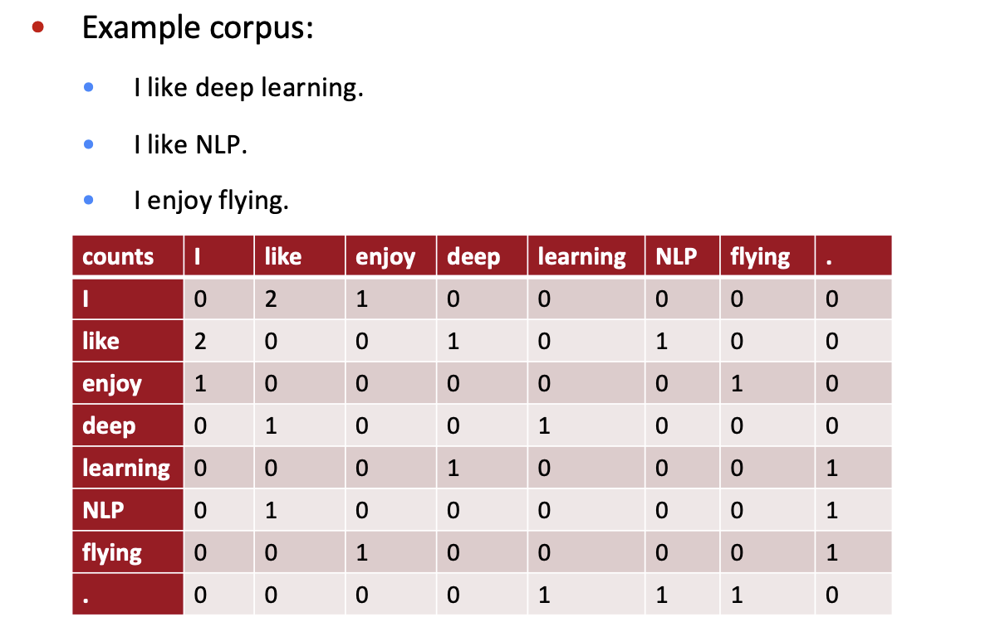 • Example corpus:
• I like deep learning.
• I like NLP.
• I enjoy flying.
counts I like enjoy deep learning NLP flying .
I 0 2 1 0 0 0 0 0
like 2 0 0 1 0 1 0 0
enjoy 1 0 0 0 0 0 1 0
deep 0 1 0 0 1 0 0 0
learning 0 0 0 1 0 0 0 1
NLP 0 1 0 0 0 0 0 1
flying 0 0 1 0 0 0 0 1
. 0 0 0 0 1 1 1 0